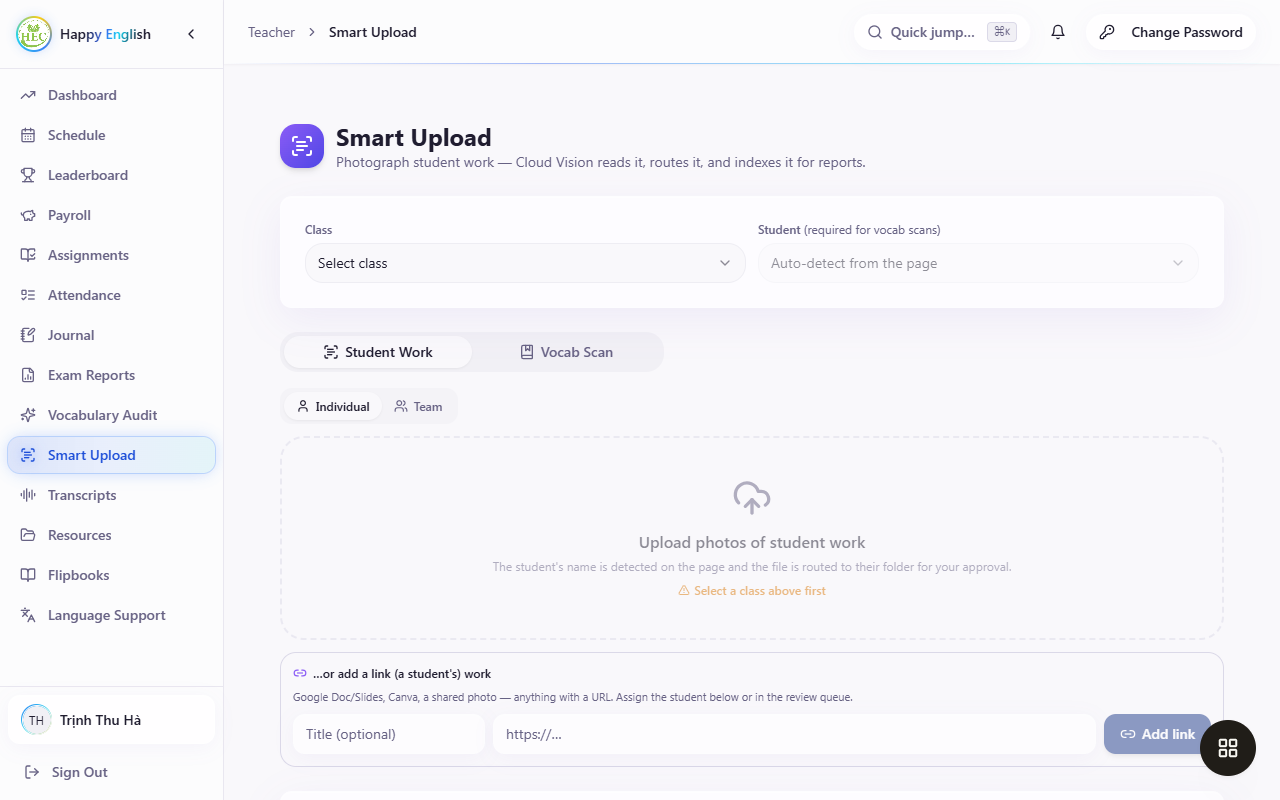 HEC
Happy English
Teacher
Smart Upload
Quick jump...
⌘K
Change Password
Dashboard
Schedule
Leaderboard
Payroll
Assignments
Attendance
Journal
Exam Reports
Vocabulary Audit
Smart Upload
Transcripts
Resources
Flipbooks
Language Support
TH
Trịnh Thu Hà
Sign Out
Smart Upload
Photograph student work — Cloud Vision reads it, routes it, and indexes it for reports.
Class
Student (required for vocab scans)
Select class
Auto-detect from the page
Student Work
Vocab Scan
Individual
Team
Upload photos of student work
The student's name is detected on the page and the file is routed to their folder for your approval.
Select a class above first
...or add a link (a student's) work
Google Doc/Slides, Canva, a shared photo — anything with a URL. Assign the student below or in the review queue.
Title (optional)
https://...
Add link